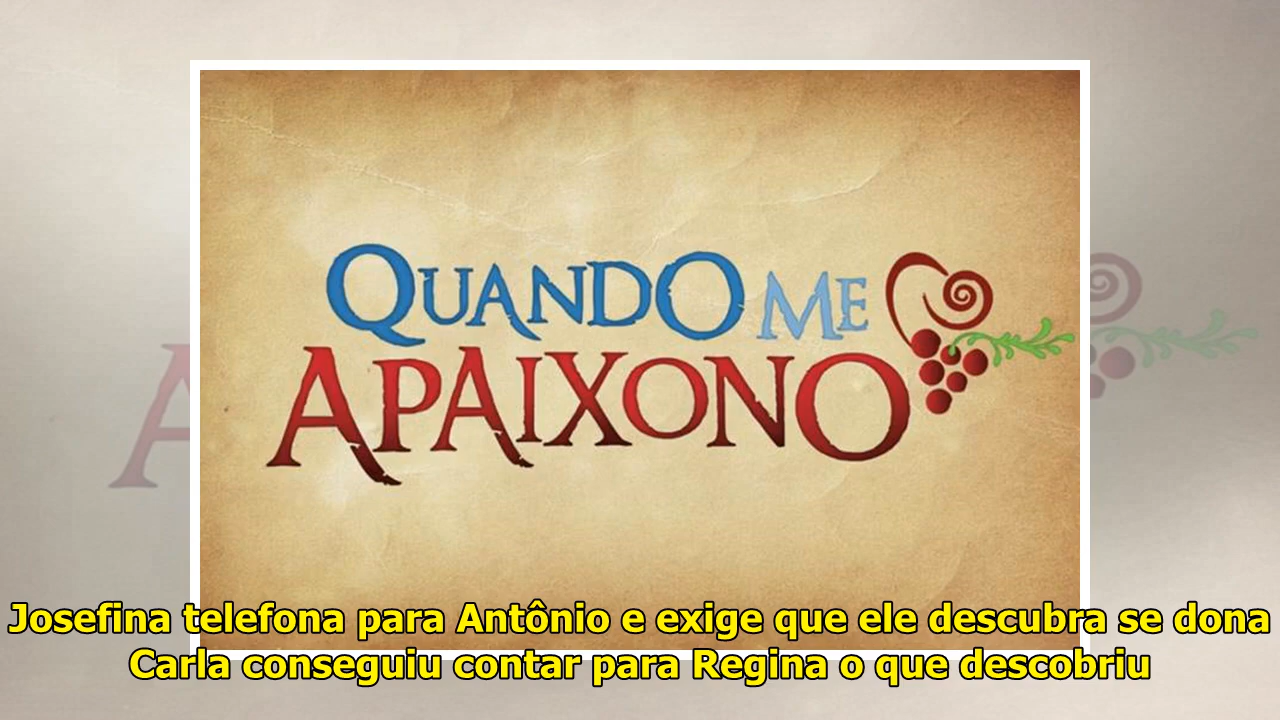 QUANDO ME
APAIXONO
Josefina telefona para Antônio e exige que ele descubra se dona
Carla conseguiu contar para Regina o que descobriu